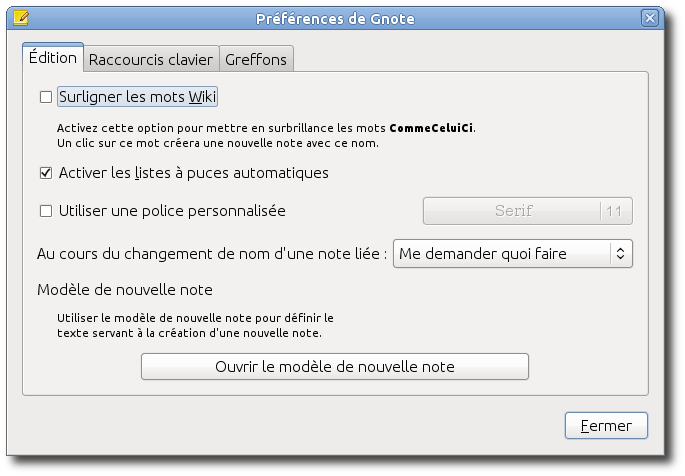 Préférences de Gnote
Édition
Raccourcis clavier
Greffons
Surligner les mots Wiki
Activez cette option pour mettre en surbrillance les mots CommeCeluiCi.
Un clic sur ce mot créera une nouvelle note avec ce nom.
Activer les listes à puces automatiques
Utiliser une police personnalisée
Serif 11
Au cours du changement de nom d'une note liée : Me demander quoi faire
Modèle de nouvelle note
Utiliser le modèle de nouvelle note pour définir le
texte servant à la création d'une nouvelle note.
Ouvrir le modèle de nouvelle note
Fermer